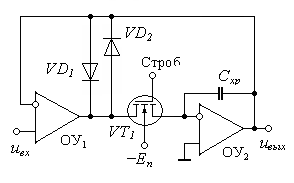 VD₂
VD₁
Строб
Cхр
VT₁
uвх
ОУ₁
−Eп
ОУ₂
uвых